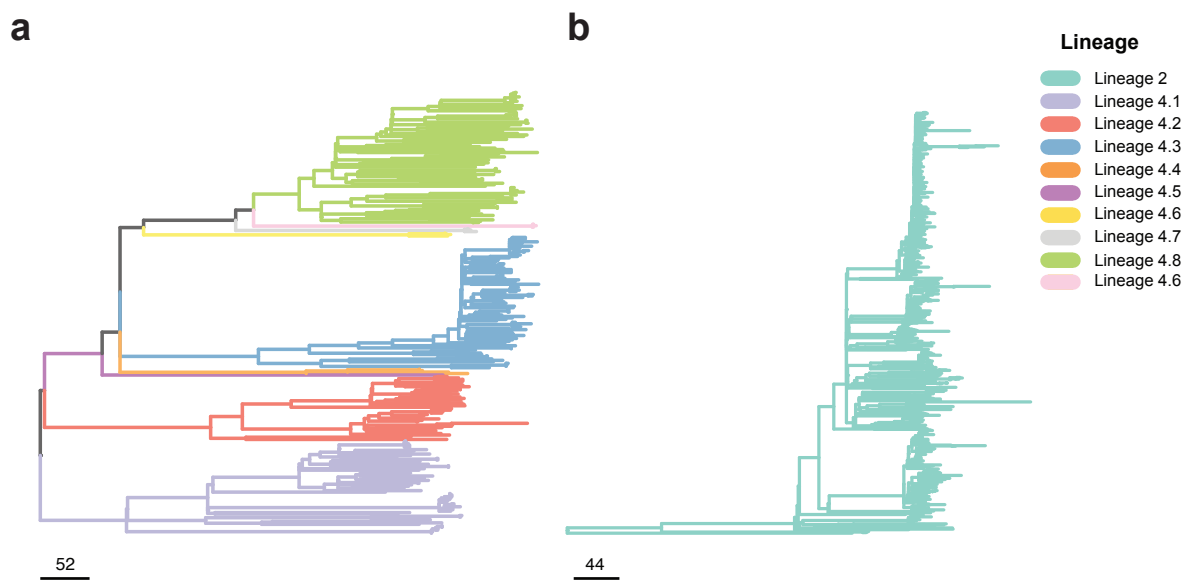 a
b
Lineage
Lineage 2
Lineage 4.1
Lineage 4.2
Lineage 4.3
Lineage 4.4
Lineage 4.5
Lineage 4.6
Lineage 4.7
Lineage 4.8
Lineage 4.6
52
44